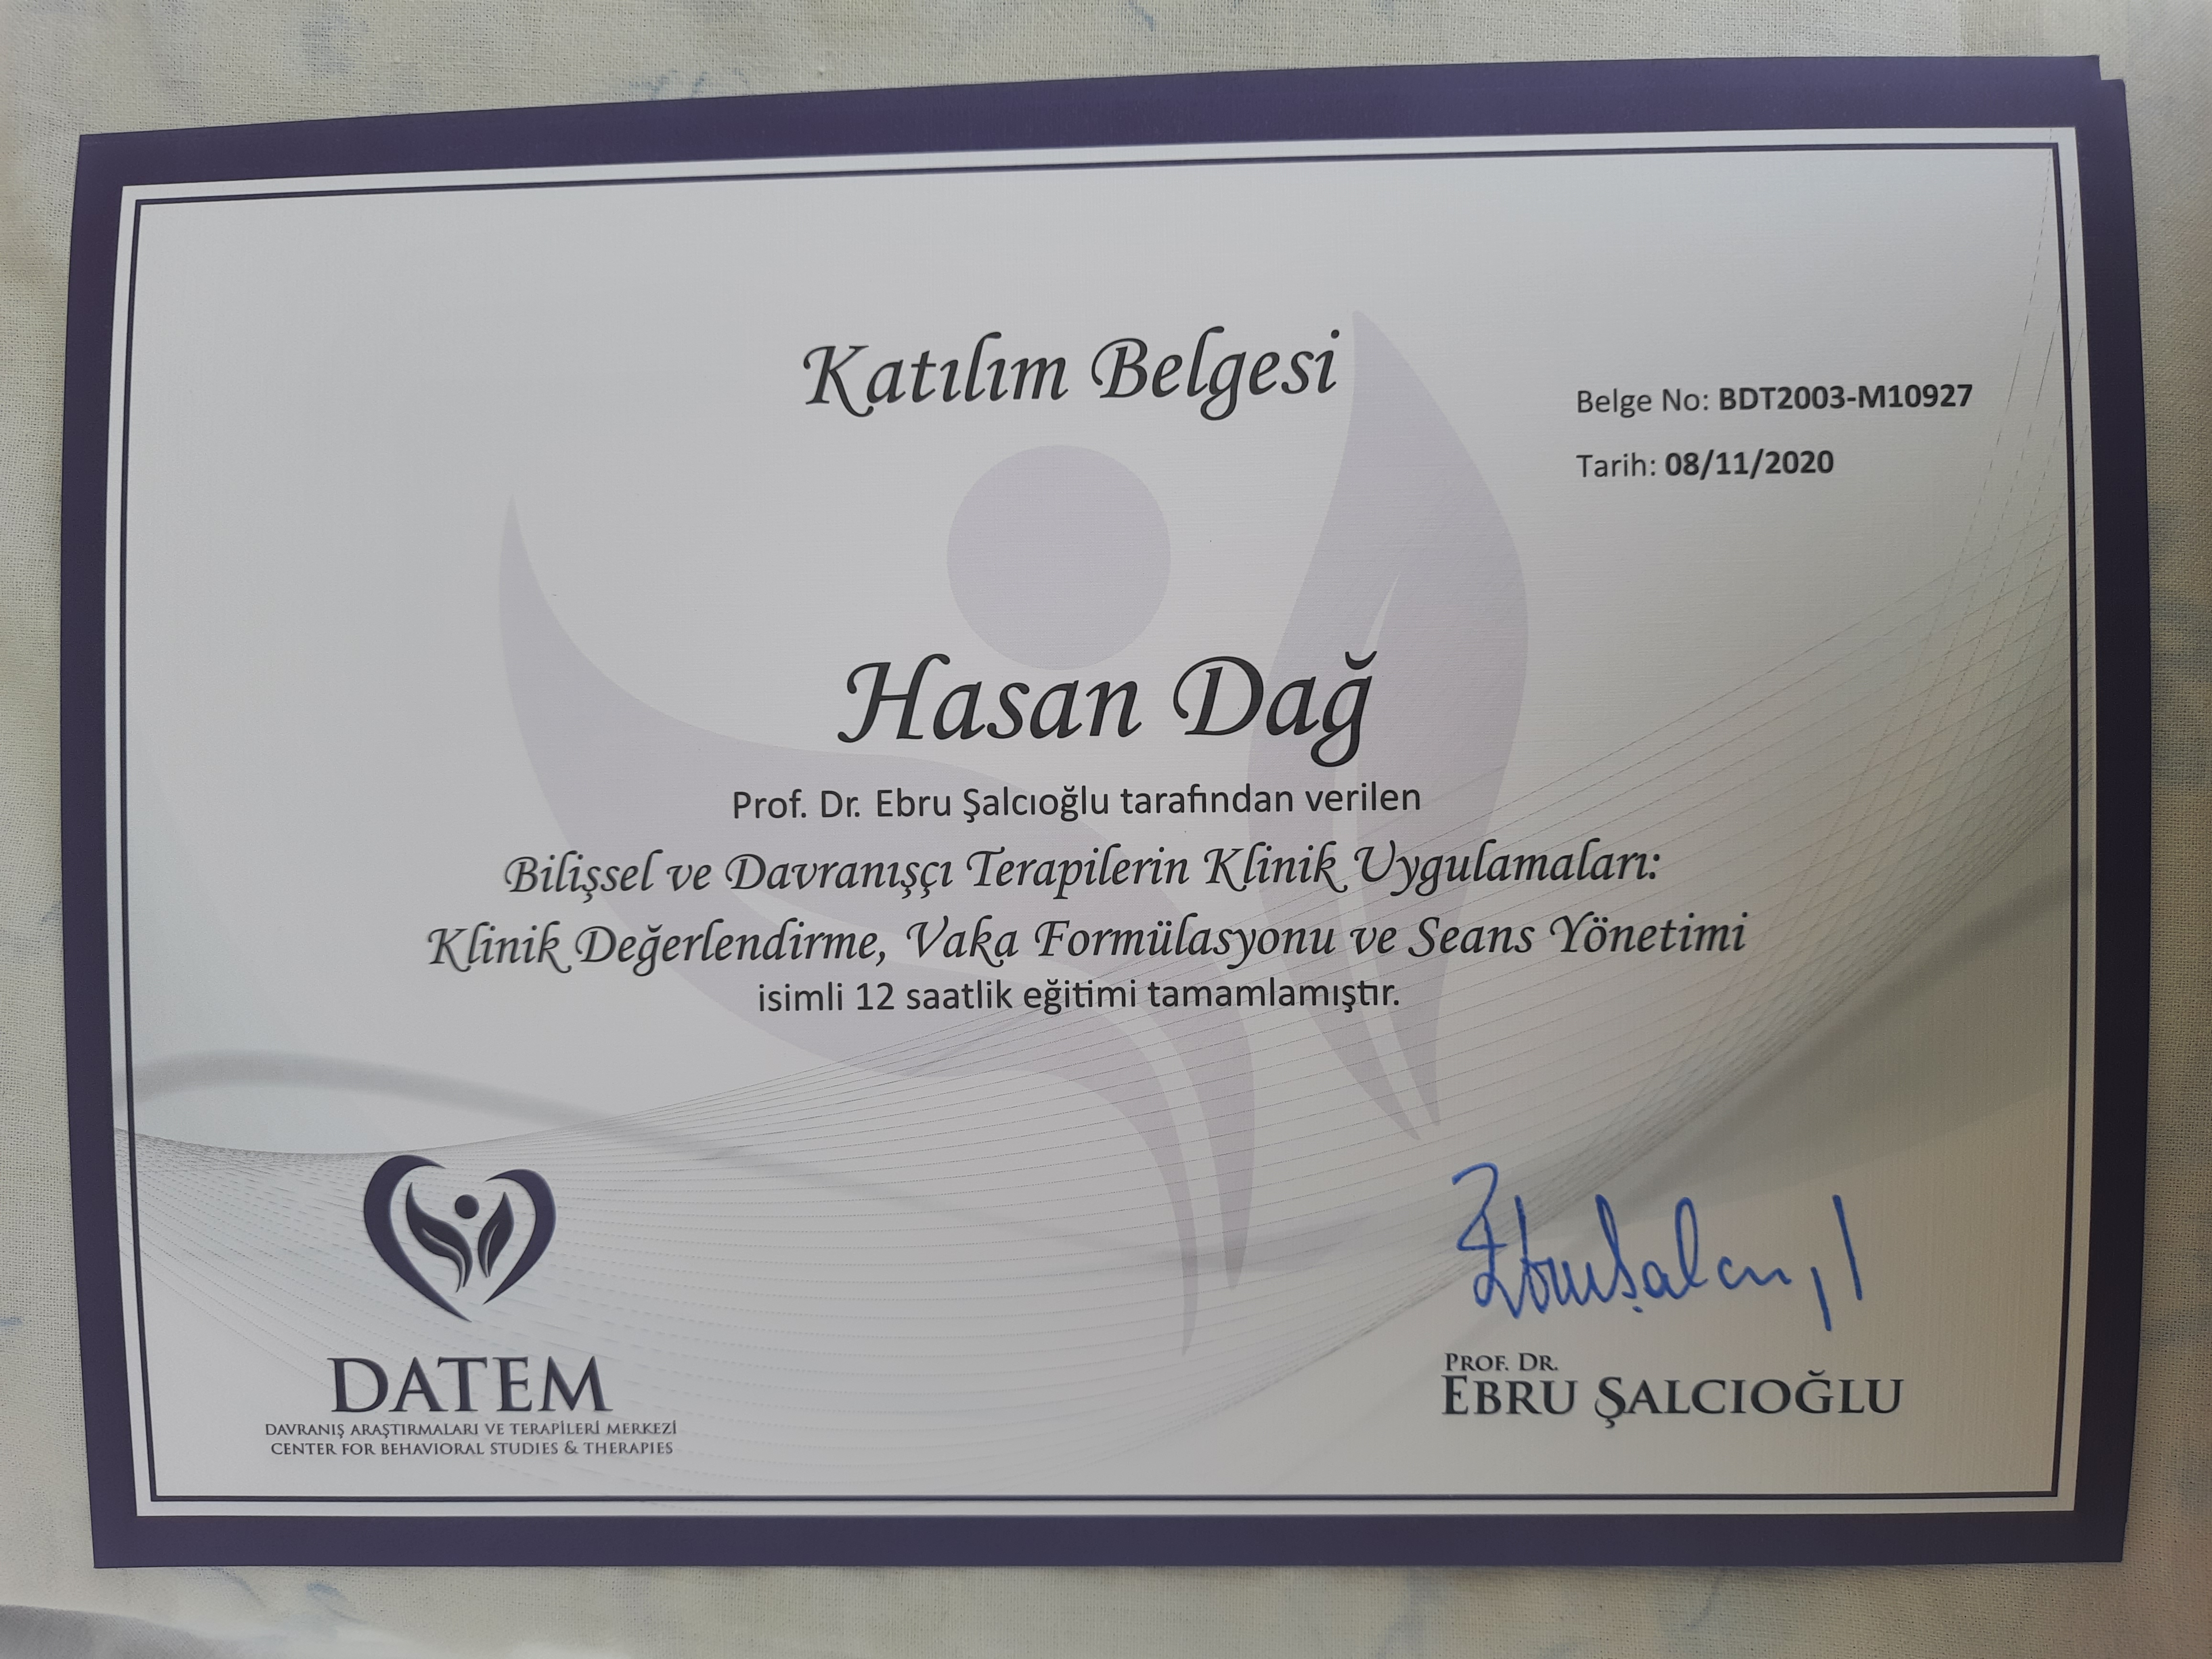 Katılım Belgesi
Belge No: BDT2003-M10927
Tarih: 08/11/2020
Hasan Dağ
Prof. Dr. Ebru Şalcıoğlu tarafından verilen
Bilişsel ve Davranışçı Terapilerin Klinik Uygulamaları:
Klinik Değerlendirme, Vaka Formülasyonu ve Seans Yönetimi
isimli 12 saatlik eğitimi tamamlamıştır.
DATEM
DAVRANIŞ ARAŞTIRMALARI VE TERAPİLERİ MERKEZİ
CENTER FOR BEHAVIORAL STUDIES & THERAPIES
PROF. DR.
EBRU ŞALCIOĞLU